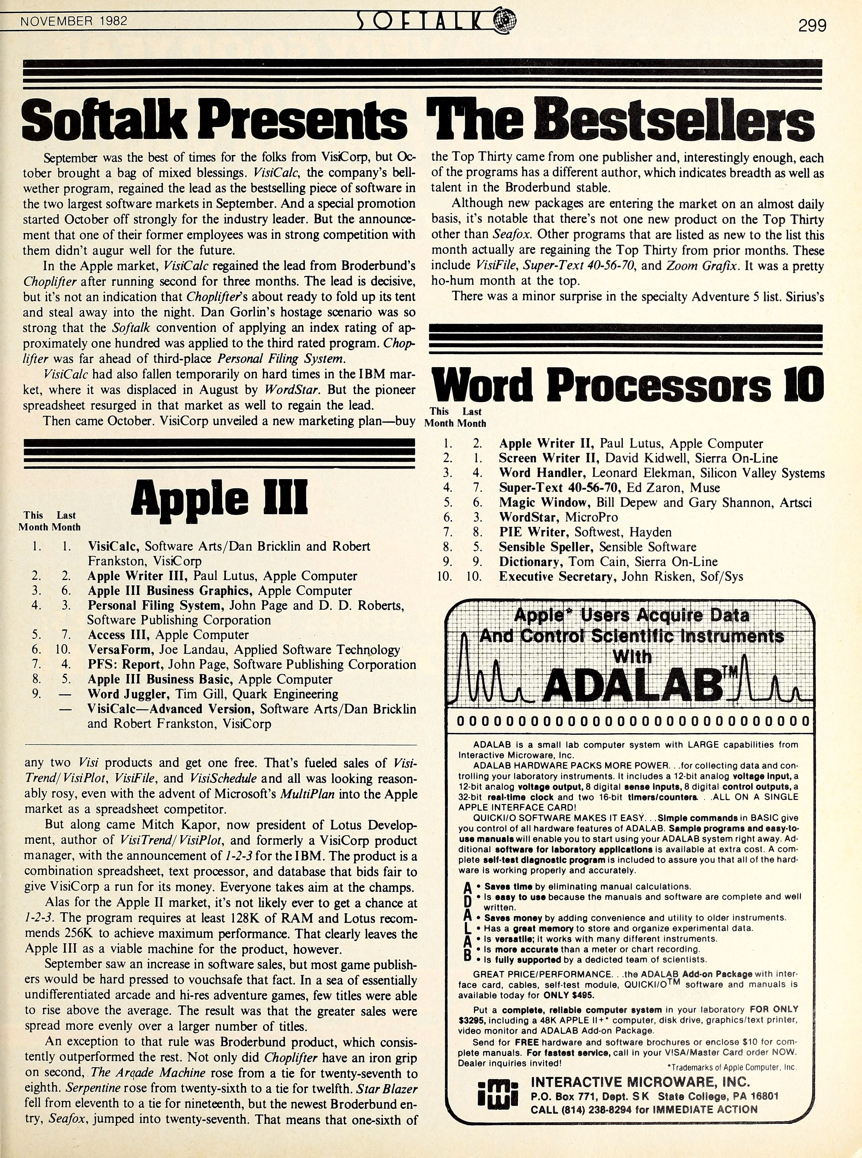 NOVEMBER 1982
SOFTALK
299
Softalk Presents The Bestsellers
September was the best of times for the folks from VisiCorp, but Oc-
tober brought a bag of mixed blessings. VisiCalc, the company's bell-
wether program, regained the lead as the bestselling piece of software in
the two largest software markets in September. And a special promotion
started October off strongly for the industry leader. But the announce-
ment that one of their former employees was in strong competition with
them didn't augur well for the future.
In the Apple market, VisiCalc regained the lead from Broderbund's
Choplifter after running second for three months. The lead is decisive,
but it's not an indication that Choplifter's about ready to fold up its tent
and steal away into the night. Dan Gorlin's hostage scenario was so
strong that the Softalk convention of applying an index rating of ap-
proximately one hundred was applied to the third rated program. Chop-
lifter was far ahead of third-place Personal Filing System.
VisiCalc had also fallen temporarily on hard times in the IBM mar-
ket, where it was displaced in August by WordStar. But the pioneer
spreadsheet resurged in that market as well to regain the lead.
Then came October. VisiCorp unveiled a new marketing plan—buy
Apple III
This Last
Month Month
1. 1. VisiCalc, Software Arts/Dan Bricklin and Robert
Frankston, VisiCorp
2. 2. Apple Writer III, Paul Lutus, Apple Computer
3. 6. Apple III Business Graphics, Apple Computer
4. 3. Personal Filing System, John Page and D. D. Roberts,
Software Publishing Corporation
5. 7. Access III, Apple Computer
6. 10. VersaForm, Joe Landau, Applied Software Technology
7. 4. PFS: Report, John Page, Software Publishing Corporation
8. 5. Apple III Business Basic, Apple Computer
9. — Word Juggler, Tim Gill, Quark Engineering
— VisiCalc—Advanced Version, Software Arts/Dan Bricklin
and Robert Frankston, VisiCorp
any two Visi products and get one free. That's fueled sales of Visi-
Trend/VisiPlot, VisiFile, and VisiSchedule and all was looking reason-
ably rosy, even with the advent of Microsoft's MultiPlan into the Apple
market as a spreadsheet competitor.
But along came Mitch Kapor, now president of Lotus Develop-
ment, author of VisiTrend/VisiPlot, and formerly a VisiCorp product
manager, with the announcement of 1-2-3 for the IBM. The product is a
combination spreadsheet, text processor, and database that bids fair to
give VisiCorp a run for its money. Everyone takes aim at the champs.
Alas for the Apple II market, it's not likely ever to get a chance at
1-2-3. The program requires at least 128K of RAM and Lotus recom-
mends 256K to achieve maximum performance. That clearly leaves the
Apple III as a viable machine for the product, however.
September saw an increase in software sales, but most game publish-
ers would be hard pressed to vouchsafe that fact. In a sea of essentially
undifferentiated arcade and hi-res adventure games, few titles were able
to rise above the average. The result was that the greater sales were
spread more evenly over a larger number of titles.
An exception to that rule was Broderbund product, which consis-
tently outperformed the rest. Not only did Choplifter have an iron grip
on second, The Arcade Machine rose from a tie for twenty-seventh to
eighth. Serpentine rose from twenty-sixth to a tie for twelfth. Star Blazer
fell from eleventh to a tie for nineteenth, but the newest Broderbund en-
try, Seafox, jumped into twenty-seventh. That means that one-sixth of
the Top Thirty came from one publisher and, interestingly enough, each
of the programs has a different author, which indicates breadth as well as
talent in the Broderbund stable.
Although new packages are entering the market on an almost daily
basis, it's notable that there's not one new product on the Top Thirty
other than Seafox. Other programs that are listed as new to the list this
month actually are regaining the Top Thirty from prior months. These
include VisiFile, Super-Text 40-56-70, and Zoom Grafix. It was a pretty
ho-hum month at the top.
There was a minor surprise in the specialty Adventure 5 list. Sirius's
Word Processors 10
This Last
Month Month
1. 2. Apple Writer II, Paul Lutus, Apple Computer
2. 1. Screen Writer II, David Kidwell, Sierra On-Line
3. 4. Word Handler, Leonard Elekman, Silicon Valley Systems
4. 7. Super-Text 40-56-70, Ed Zaron, Muse
5. 6. Magic Window, Bill Depew and Gary Shannon, Artsci
6. 3. WordStar, MicroPro
7. 8. PIE Writer, Softwest, Hayden
8. 5. Sensible Speller, Sensible Software
9. 9. Dictionary, Tom Cain, Sierra On-Line
10. 10. Executive Secretary, John Risken, Sof/Sys
Apple* Users Acquire Data
And Control Scientific Instruments
With
ADALAB™
ADALAB is a small lab computer system with LARGE capabilities from
Interactive Microware, Inc.
ADALAB HARDWARE PACKS MORE POWER. . .for collecting data and con-
trolling your laboratory instruments. It includes a 12-bit analog voltage input, a
12-bit analog voltage output, 8 digital sense inputs, 8 digital control outputs, a
32-bit real-time clock and two 16-bit timers/counters. . .ALL ON A SINGLE
APPLE INTERFACE CARD!
QUICKI/O SOFTWARE MAKES IT EASY. . .Simple commands in BASIC give
you control of all hardware features of ADALAB. Sample programs and easy-to-
use manuals will enable you to start using your ADALAB system right away. Ad-
ditional software for laboratory applications is available at extra cost. A com-
plete self-test diagnostic program is included to assure you that all of the hard-
ware is working properly and accurately.
A • Saves time by eliminating manual calculations.
D • Is easy to use because the manuals and software are complete and well
written.
A • Saves money by adding convenience and utility to older instruments.
L • Has a great memory to store and organize experimental data.
A • Is versatile; it works with many different instruments.
B • Is more accurate than a meter or chart recording.
• Is fully supported by a dedicted team of scientists.
GREAT PRICE/PERFORMANCE. . .the ADALAB Add-on Package with inter-
face card, cables, self-test module, QUICKI/O™ software and manuals is
available today for ONLY $495.
Put a complete, reliable computer system in your laboratory FOR ONLY
$3295, including a 48K APPLE II+* computer, disk drive, graphics/text printer,
video monitor and ADALAB Add-on Package.
Send for FREE hardware and software brochures or enclose $10 for com-
plete manuals. For fastest service, call in your VISA/Master Card order NOW.
Dealer inquiries invited!
*Trademarks of Apple Computer, Inc.
INTERACTIVE MICROWARE, INC.
P.O. Box 771, Dept. SK State College, PA 16801
CALL (814) 238-8294 for IMMEDIATE ACTION